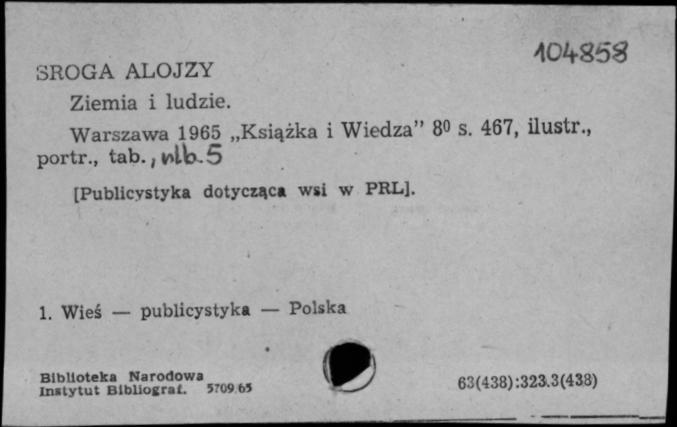 104858
SROGA ALOJZY
Ziemia i ludzie.
Warszawa 1965 „Książka i Wiedza” 8⁰ s. 467, ilustr.,
portr., tab., nlb. 5
[Publicystyka dotycząca wsi w PRL].
1. Wieś — publicystyka — Polska
Biblioteka Narodowa
Instytut Bibliograf. 5709/65
63(438):323.3(438)